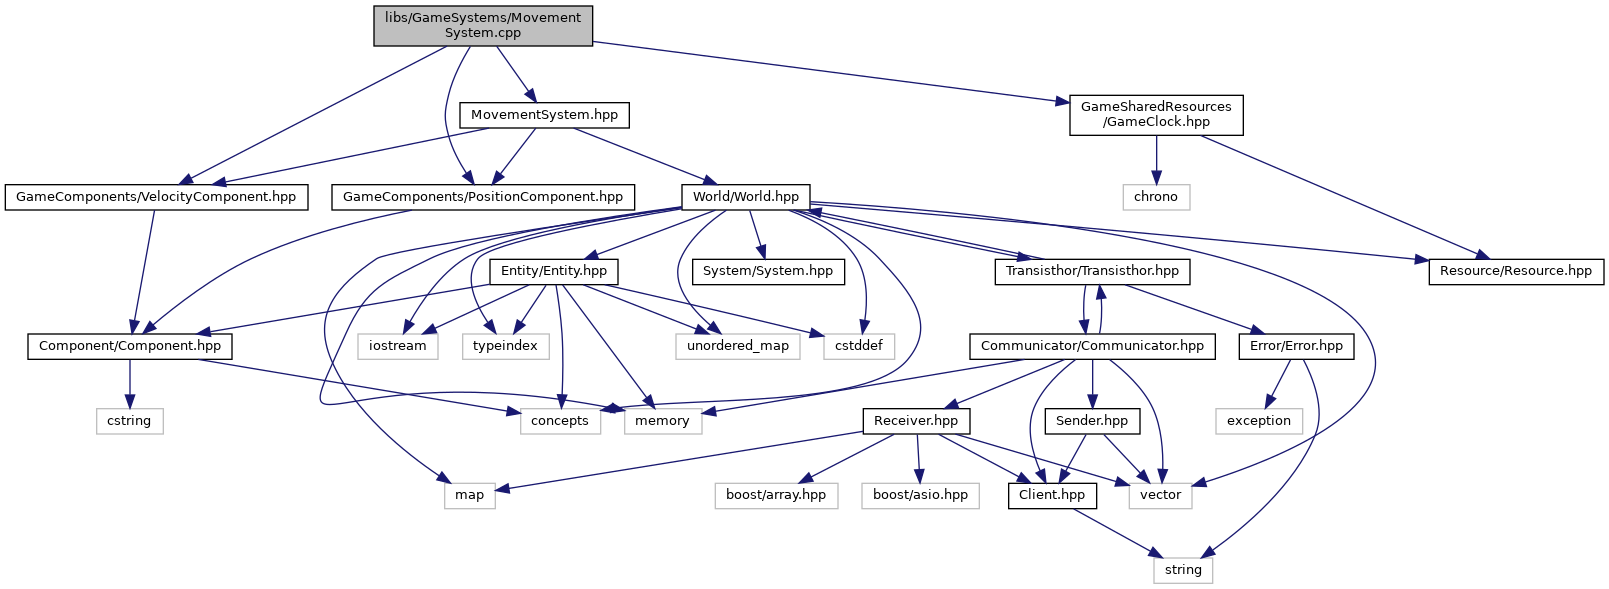 libs/GameSystems/Movement
System.cpp
MovementSystem.hpp
GameSharedResources
/GameClock.hpp
GameComponents/VelocityComponent.hpp
GameComponents/PositionComponent.hpp
World/World.hpp
chrono
Entity/Entity.hpp
System/System.hpp
Transisthor/Transisthor.hpp
Resource/Resource.hpp
Component/Component.hpp
iostream
typeindex
unordered_map
cstddef
Communicator/Communicator.hpp
Error/Error.hpp
cstring
concepts
memory
Receiver.hpp
Sender.hpp
exception
map
boost/array.hpp
boost/asio.hpp
Client.hpp
vector
string